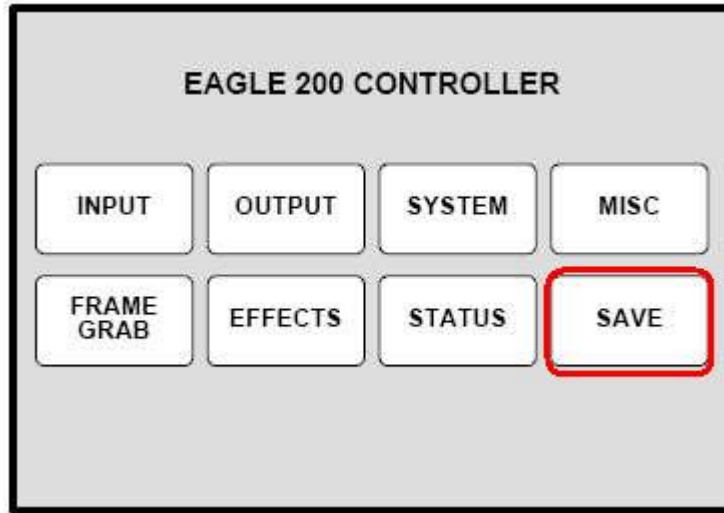 EAGLE 200 CONTROLLER
INPUT
OUTPUT
SYSTEM
MISC
FRAME
GRAB
EFFECTS
STATUS
SAVE